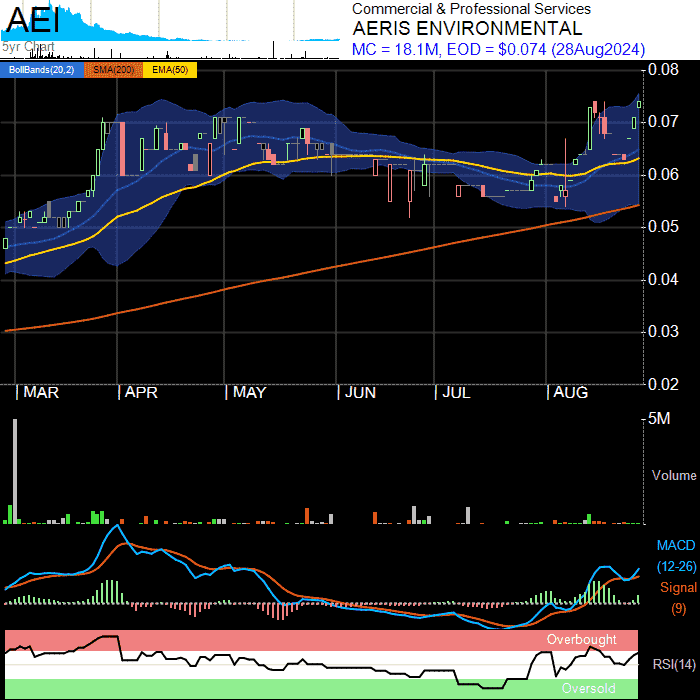 AEI
5yr Chart
Commercial & Professional Services
AERIS ENVIRONMENTAL
MC = 18.1M, EOD = $0.074 (28Aug2024)
BollBands(20,2) SMA(200) EMA(50)
0.08
0.07
0.06
0.05
0.04
0.03
0.02
| MAR | APR | MAY | JUN | JUL | AUG
5M
Volume
MACD
(12-26)
Signal
(9)
Overbought
RSI(14)
Oversold